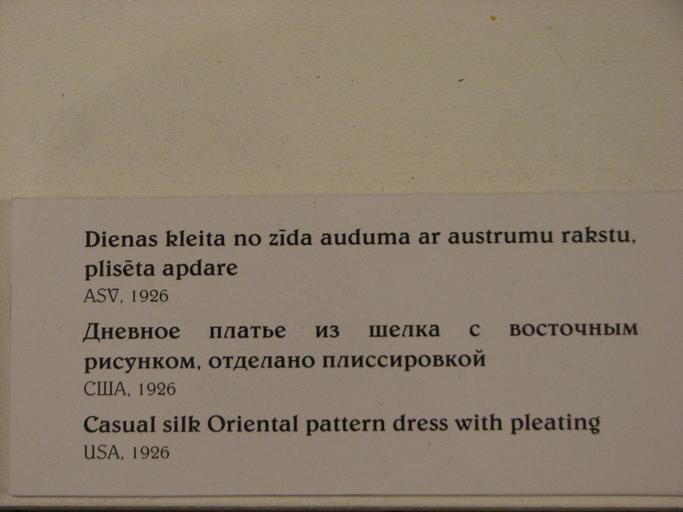 Dienas kleita no zīda auduma ar austrumu rakstu,
plisēta apdare
ASV, 1926
Дневное платье из шелка с восточным
рисунком, отделано плиссировкой
США, 1926
Casual silk Oriental pattern dress with pleating
USA, 1926